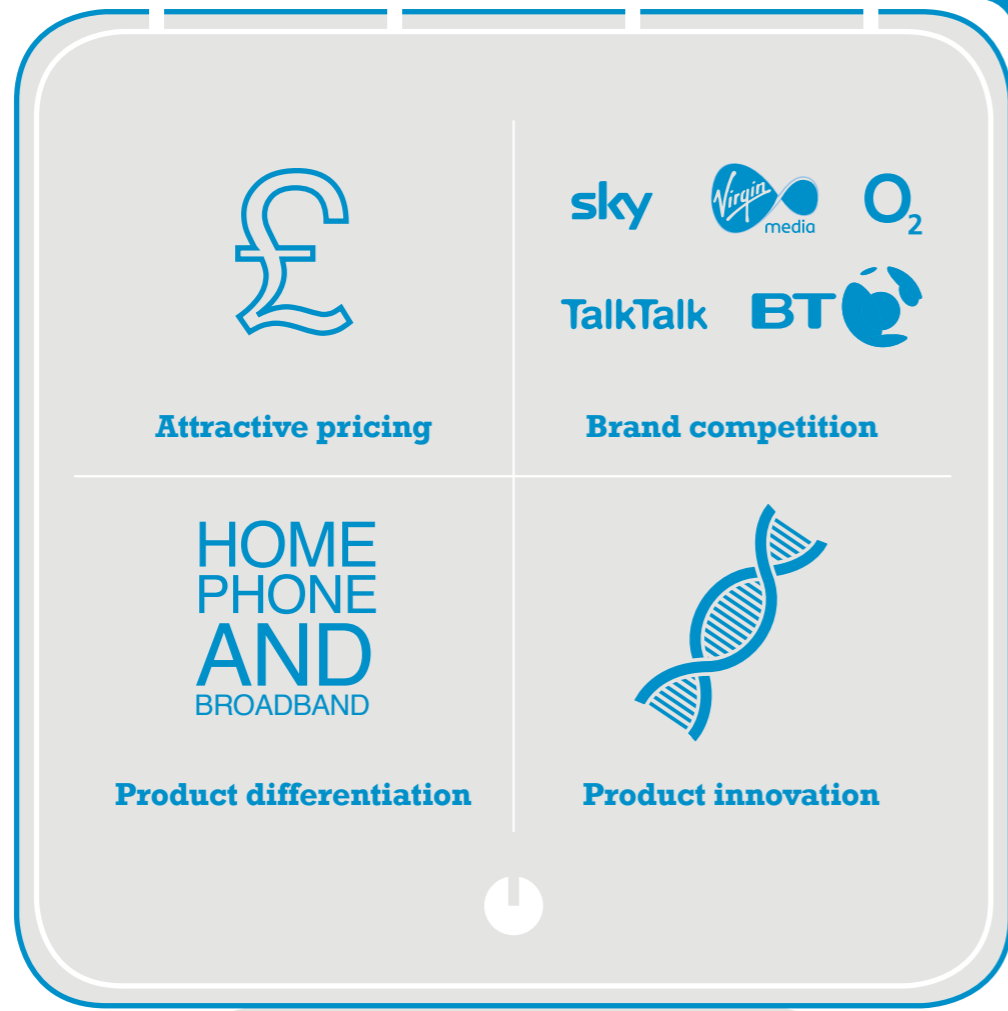 £
sky Virgin media O2
TalkTalk BT
Attractive pricing
Brand competition
HOME
PHONE
AND
BROADBAND
Product differentiation
Product innovation